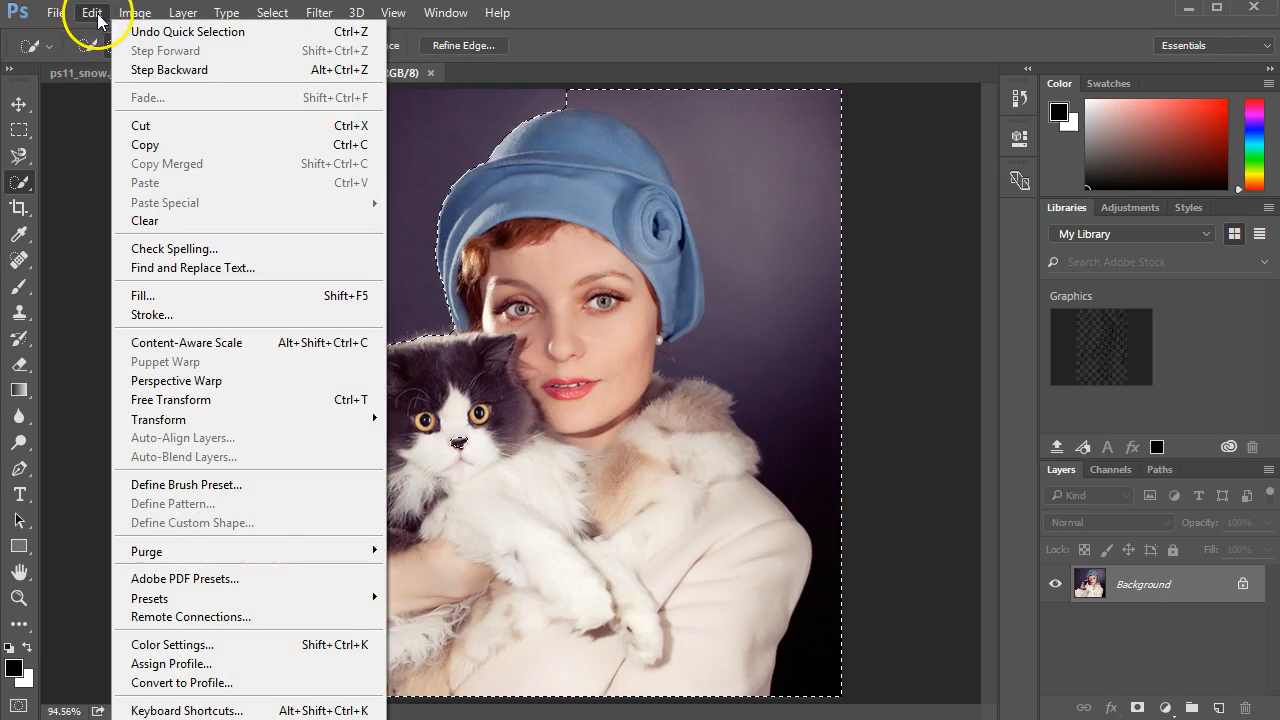 Ps File Edit Image Layer Type Select Filter 3D View Window Help
Refine Edge... Essentials
ps11_snow. RGB/8) ×
Undo Quick Selection Ctrl+Z
Step Forward Shift+Ctrl+Z
Step Backward Alt+Ctrl+Z
Fade... Shift+Ctrl+F
Cut Ctrl+X
Copy Ctrl+C
Copy Merged Shift+Ctrl+C
Paste Ctrl+V
Paste Special
Clear
Check Spelling...
Find and Replace Text...
Fill... Shift+F5
Stroke...
Content-Aware Scale Alt+Shift+Ctrl+C
Puppet Warp
Perspective Warp
Free Transform Ctrl+T
Transform
Auto-Align Layers...
Auto-Blend Layers...
Define Brush Preset...
Define Pattern...
Define Custom Shape...
Purge
Adobe PDF Presets...
Presets
Remote Connections...
Color Settings... Shift+Ctrl+K
Assign Profile...
Convert to Profile...
Keyboard Shortcuts... Alt+Shift+Ctrl+K
94.56%
Color Swatches
Libraries Adjustments Styles
My Library
Search Adobe Stock
Graphics
Layers Channels Paths
Kind
Normal Opacity: 100%
Lock: Fill: 100%
Background